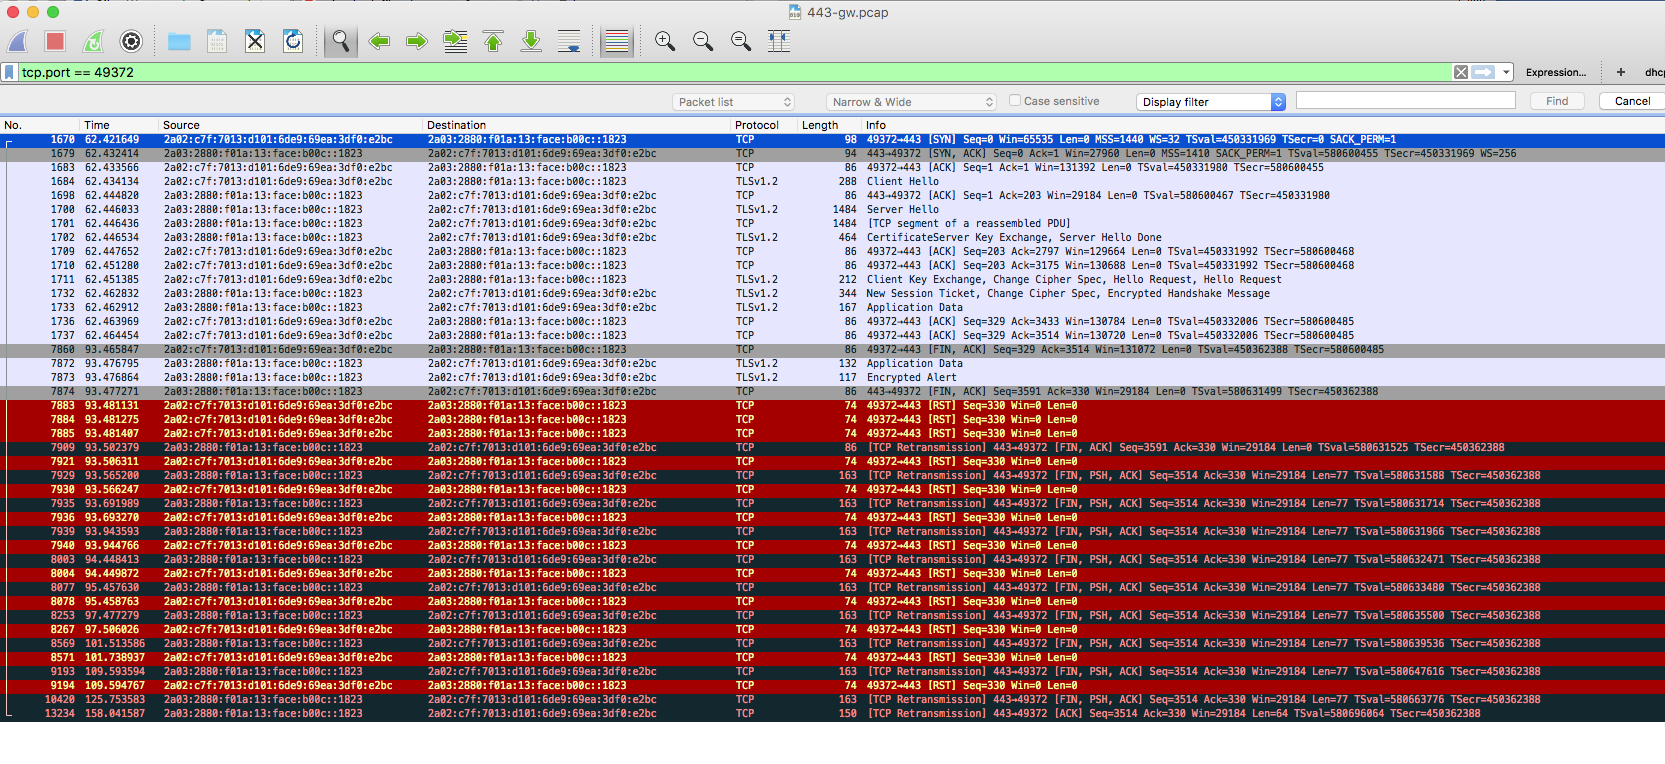 443-gw.pcap
tcp.port == 49372
Expression...
+
dhcp
Packet list
Narrow & Wide
Case sensitive
Display filter
Find
Cancel
No. Time Source Destination Protocol Length Info
1670 62.421649 2a02:c7f:7013:d101:6de9:69ea:3df0:e2bc 2a03:2880:f01a:13:face:b00c::1823 TCP 98 49372→443 [SYN] Seq=0 Win=65535 Len=0 MSS=1440 WS=32 TSval=450331969 TSecr=0 SACK_PERM=1
1679 62.432414 2a03:2880:f01a:13:face:b00c::1823 2a02:c7f:7013:d101:6de9:69ea:3df0:e2bc TCP 94 443→49372 [SYN, ACK] Seq=0 Ack=1 Win=27960 Len=0 MSS=1410 SACK_PERM=1 TSval=580600455 TSecr=450331969 WS=256
1683 62.433566 2a02:c7f:7013:d101:6de9:69ea:3df0:e2bc 2a03:2880:f01a:13:face:b00c::1823 TCP 86 49372→443 [ACK] Seq=1 Ack=1 Win=131392 Len=0 TSval=450331980 TSecr=580600455
1684 62.434134 2a02:c7f:7013:d101:6de9:69ea:3df0:e2bc 2a03:2880:f01a:13:face:b00c::1823 TLSv1.2 288 Client Hello
1698 62.444820 2a03:2880:f01a:13:face:b00c::1823 2a02:c7f:7013:d101:6de9:69ea:3df0:e2bc TCP 86 443→49372 [ACK] Seq=1 Ack=203 Win=29184 Len=0 TSval=580600467 TSecr=450331980
1700 62.446033 2a03:2880:f01a:13:face:b00c::1823 2a02:c7f:7013:d101:6de9:69ea:3df0:e2bc TLSv1.2 1484 Server Hello
1701 62.446436 2a03:2880:f01a:13:face:b00c::1823 2a02:c7f:7013:d101:6de9:69ea:3df0:e2bc TCP 1484 [TCP segment of a reassembled PDU]
1702 62.446534 2a03:2880:f01a:13:face:b00c::1823 2a02:c7f:7013:d101:6de9:69ea:3df0:e2bc TLSv1.2 464 CertificateServer Key Exchange, Server Hello Done
1709 62.447652 2a02:c7f:7013:d101:6de9:69ea:3df0:e2bc 2a03:2880:f01a:13:face:b00c::1823 TCP 86 49372→443 [ACK] Seq=203 Ack=2797 Win=129664 Len=0 TSval=450331992 TSecr=580600468
1710 62.451280 2a02:c7f:7013:d101:6de9:69ea:3df0:e2bc 2a03:2880:f01a:13:face:b00c::1823 TCP 86 49372→443 [ACK] Seq=203 Ack=3175 Win=130688 Len=0 TSval=450331992 TSecr=580600468
1711 62.451385 2a02:c7f:7013:d101:6de9:69ea:3df0:e2bc 2a03:2880:f01a:13:face:b00c::1823 TLSv1.2 212 Client Key Exchange, Change Cipher Spec, Hello Request, Hello Request
1732 62.462832 2a03:2880:f01a:13:face:b00c::1823 2a02:c7f:7013:d101:6de9:69ea:3df0:e2bc TLSv1.2 344 New Session Ticket, Change Cipher Spec, Encrypted Handshake Message
1733 62.462912 2a03:2880:f01a:13:face:b00c::1823 2a02:c7f:7013:d101:6de9:69ea:3df0:e2bc TLSv1.2 167 Application Data
1736 62.463969 2a02:c7f:7013:d101:6de9:69ea:3df0:e2bc 2a03:2880:f01a:13:face:b00c::1823 TCP 86 49372→443 [ACK] Seq=329 Ack=3433 Win=130784 Len=0 TSval=450332006 TSecr=580600485
1737 62.464454 2a02:c7f:7013:d101:6de9:69ea:3df0:e2bc 2a03:2880:f01a:13:face:b00c::1823 TCP 86 49372→443 [ACK] Seq=329 Ack=3514 Win=130720 Len=0 TSval=450332006 TSecr=580600485
7860 93.465847 2a02:c7f:7013:d101:6de9:69ea:3df0:e2bc 2a03:2880:f01a:13:face:b00c::1823 TCP 86 49372→443 [FIN, ACK] Seq=329 Ack=3514 Win=131072 Len=0 TSval=450362388 TSecr=580600485
7872 93.476795 2a03:2880:f01a:13:face:b00c::1823 2a02:c7f:7013:d101:6de9:69ea:3df0:e2bc TLSv1.2 132 Application Data
7873 93.476864 2a03:2880:f01a:13:face:b00c::1823 2a02:c7f:7013:d101:6de9:69ea:3df0:e2bc TLSv1.2 117 Encrypted Alert
7874 93.477271 2a03:2880:f01a:13:face:b00c::1823 2a02:c7f:7013:d101:6de9:69ea:3df0:e2bc TCP 86 443→49372 [FIN, ACK] Seq=3591 Ack=330 Win=29184 Len=0 TSval=580631499 TSecr=450362388
7883 93.481131 2a02:c7f:7013:d101:6de9:69ea:3df0:e2bc 2a03:2880:f01a:13:face:b00c::1823 TCP 74 49372→443 [RST] Seq=330 Win=0 Len=0
7884 93.481275 2a02:c7f:7013:d101:6de9:69ea:3df0:e2bc 2a03:2880:f01a:13:face:b00c::1823 TCP 74 49372→443 [RST] Seq=330 Win=0 Len=0
7885 93.481407 2a02:c7f:7013:d101:6de9:69ea:3df0:e2bc 2a03:2880:f01a:13:face:b00c::1823 TCP 74 49372→443 [RST] Seq=330 Win=0 Len=0
7909 93.502379 2a03:2880:f01a:13:face:b00c::1823 2a02:c7f:7013:d101:6de9:69ea:3df0:e2bc TCP 86 [TCP Retransmission] 443→49372 [FIN, ACK] Seq=3591 Ack=330 Win=29184 Len=0 TSval=580631525 TSecr=450362388
7921 93.506311 2a02:c7f:7013:d101:6de9:69ea:3df0:e2bc 2a03:2880:f01a:13:face:b00c::1823 TCP 74 49372→443 [RST] Seq=330 Win=0 Len=0
7929 93.565200 2a03:2880:f01a:13:face:b00c::1823 2a02:c7f:7013:d101:6de9:69ea:3df0:e2bc TCP 163 [TCP Retransmission] 443→49372 [FIN, PSH, ACK] Seq=3514 Ack=330 Win=29184 Len=77 TSval=580631588 TSecr=450362388
7930 93.566247 2a02:c7f:7013:d101:6de9:69ea:3df0:e2bc 2a03:2880:f01a:13:face:b00c::1823 TCP 74 49372→443 [RST] Seq=330 Win=0 Len=0
7935 93.691989 2a03:2880:f01a:13:face:b00c::1823 2a02:c7f:7013:d101:6de9:69ea:3df0:e2bc TCP 163 [TCP Retransmission] 443→49372 [FIN, PSH, ACK] Seq=3514 Ack=330 Win=29184 Len=77 TSval=580631714 TSecr=450362388
7936 93.693270 2a02:c7f:7013:d101:6de9:69ea:3df0:e2bc 2a03:2880:f01a:13:face:b00c::1823 TCP 74 49372→443 [RST] Seq=330 Win=0 Len=0
7939 93.943593 2a03:2880:f01a:13:face:b00c::1823 2a02:c7f:7013:d101:6de9:69ea:3df0:e2bc TCP 163 [TCP Retransmission] 443→49372 [FIN, PSH, ACK] Seq=3514 Ack=330 Win=29184 Len=77 TSval=580631966 TSecr=450362388
7940 93.944766 2a02:c7f:7013:d101:6de9:69ea:3df0:e2bc 2a03:2880:f01a:13:face:b00c::1823 TCP 74 49372→443 [RST] Seq=330 Win=0 Len=0
8003 94.448413 2a03:2880:f01a:13:face:b00c::1823 2a02:c7f:7013:d101:6de9:69ea:3df0:e2bc TCP 163 [TCP Retransmission] 443→49372 [FIN, PSH, ACK] Seq=3514 Ack=330 Win=29184 Len=77 TSval=580632471 TSecr=450362388
8004 94.449872 2a02:c7f:7013:d101:6de9:69ea:3df0:e2bc 2a03:2880:f01a:13:face:b00c::1823 TCP 74 49372→443 [RST] Seq=330 Win=0 Len=0
8077 95.457630 2a03:2880:f01a:13:face:b00c::1823 2a02:c7f:7013:d101:6de9:69ea:3df0:e2bc TCP 163 [TCP Retransmission] 443→49372 [FIN, PSH, ACK] Seq=3514 Ack=330 Win=29184 Len=77 TSval=580633480 TSecr=450362388
8078 95.458763 2a02:c7f:7013:d101:6de9:69ea:3df0:e2bc 2a03:2880:f01a:13:face:b00c::1823 TCP 74 49372→443 [RST] Seq=330 Win=0 Len=0
8253 97.477279 2a03:2880:f01a:13:face:b00c::1823 2a02:c7f:7013:d101:6de9:69ea:3df0:e2bc TCP 163 [TCP Retransmission] 443→49372 [FIN, PSH, ACK] Seq=3514 Ack=330 Win=29184 Len=77 TSval=580635500 TSecr=450362388
8267 97.506026 2a02:c7f:7013:d101:6de9:69ea:3df0:e2bc 2a03:2880:f01a:13:face:b00c::1823 TCP 74 49372→443 [RST] Seq=330 Win=0 Len=0
8569 101.513586 2a03:2880:f01a:13:face:b00c::1823 2a02:c7f:7013:d101:6de9:69ea:3df0:e2bc TCP 163 [TCP Retransmission] 443→49372 [FIN, PSH, ACK] Seq=3514 Ack=330 Win=29184 Len=77 TSval=580639536 TSecr=450362388
8571 101.738937 2a02:c7f:7013:d101:6de9:69ea:3df0:e2bc 2a03:2880:f01a:13:face:b00c::1823 TCP 74 49372→443 [RST] Seq=330 Win=0 Len=0
9193 109.593594 2a03:2880:f01a:13:face:b00c::1823 2a02:c7f:7013:d101:6de9:69ea:3df0:e2bc TCP 163 [TCP Retransmission] 443→49372 [FIN, PSH, ACK] Seq=3514 Ack=330 Win=29184 Len=77 TSval=580647616 TSecr=450362388
9194 109.594767 2a02:c7f:7013:d101:6de9:69ea:3df0:e2bc 2a03:2880:f01a:13:face:b00c::1823 TCP 74 49372→443 [RST] Seq=330 Win=0 Len=0
10420 125.753583 2a03:2880:f01a:13:face:b00c::1823 2a02:c7f:7013:d101:6de9:69ea:3df0:e2bc TCP 163 [TCP Retransmission] 443→49372 [FIN, PSH, ACK] Seq=3514 Ack=330 Win=29184 Len=77 TSval=580663776 TSecr=450362388
13234 158.041587 2a03:2880:f01a:13:face:b00c::1823 2a02:c7f:7013:d101:6de9:69ea:3df0:e2bc TCP 150 [TCP Retransmission] 443→49372 [ACK] Seq=3514 Ack=330 Win=29184 Len=64 TSval=580696064 TSecr=450362388